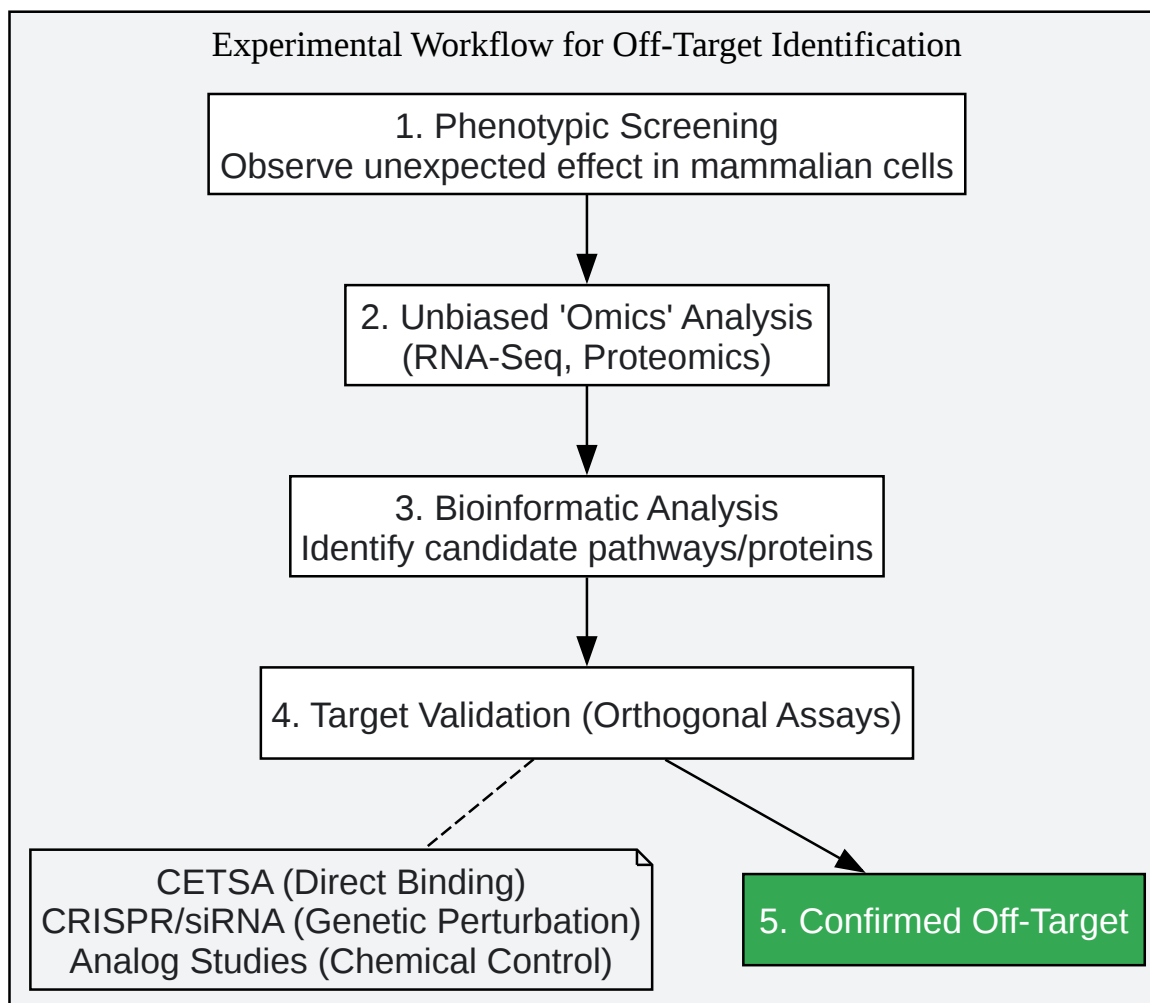 Experimental Workflow for Off-Target Identification
1. Phenotypic Screening
Observe unexpected effect in mammalian cells
2. Unbiased 'Omics' Analysis
(RNA-Seq, Proteomics)
3. Bioinformatic Analysis
Identify candidate pathways/proteins
4. Target Validation (Orthogonal Assays)
CETSA (Direct Binding)
CRISPR/siRNA (Genetic Perturbation)
Analog Studies (Chemical Control)
5. Confirmed Off-Target